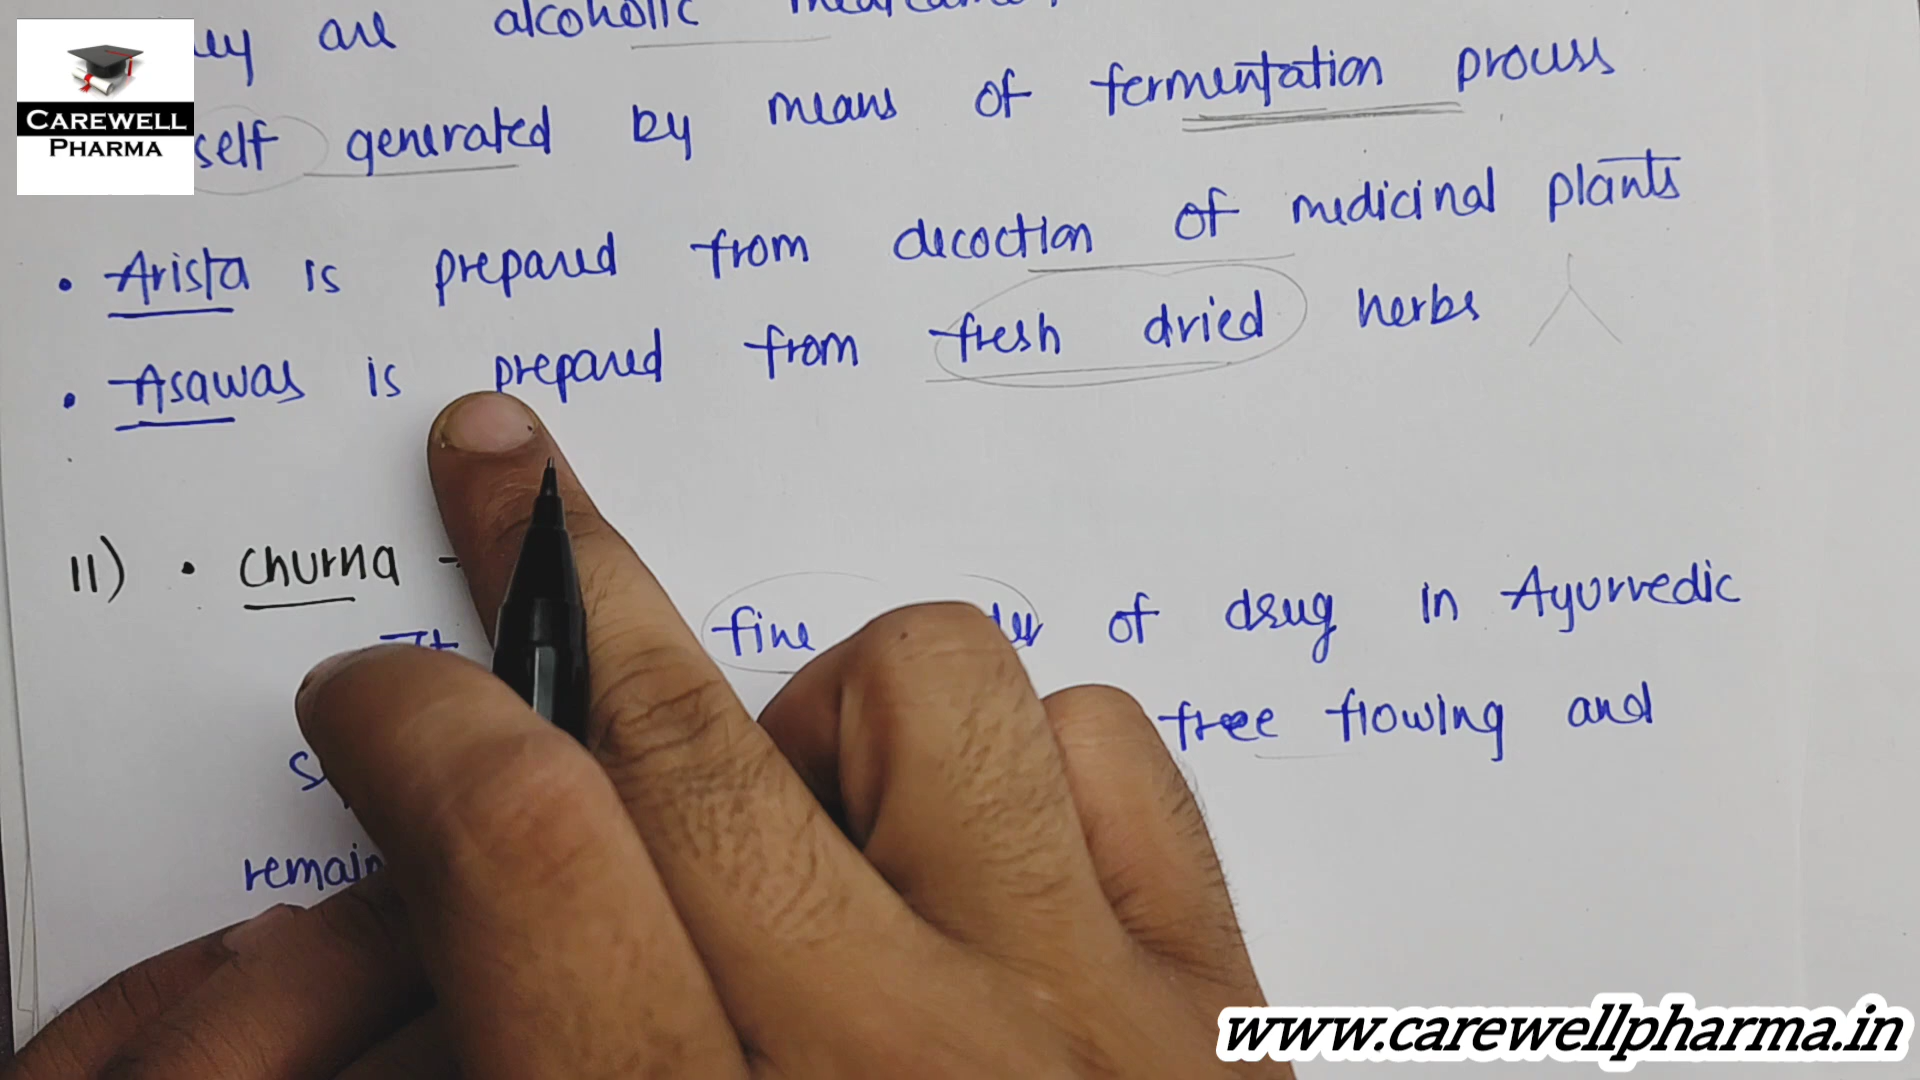 CAREWELL
PHARMA
are alcoholic
self generated by means of fermentation process
• Arista is prepared from decoction of medicinal plants
• Asawas is prepared from fresh dried herbs
II) • Churna -
It fine of drug in Ayurvedic
free flowing and
remain
www.carewellpharma.in